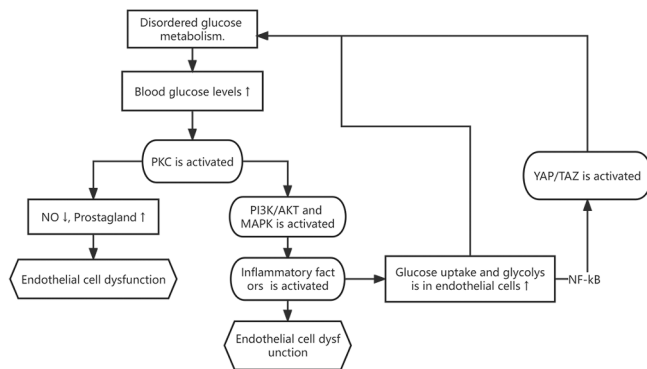 Disordered glucose
metabolism.
Blood glucose levels ↑
PKC is activated
YAP/TAZ is activated
NO ↓, Prostagland ↑
PI3K/AKT and
MAPK is activated
Endothelial cell dysfunction
Inflammatory fact
ors is activated
Glucose uptake and glycolys
is in endothelial cells ↑
NF-kB
Endothelial cell dysf
unction